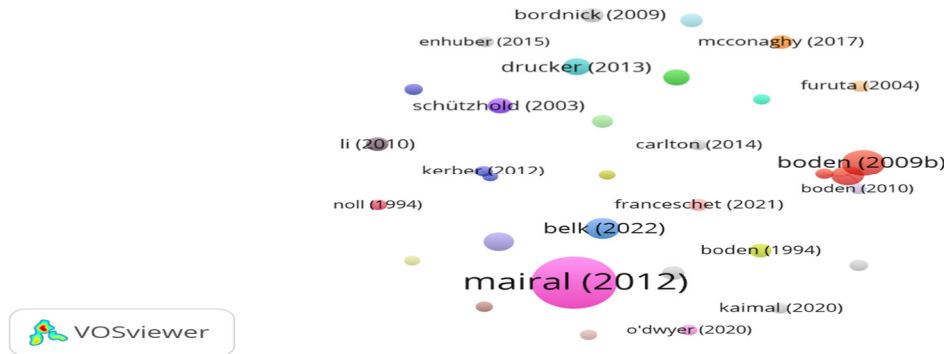 bordnick (2009)
enhuber (2015)
mcconaghy (2017)
drucker (2013)
furuta (2004)
schützhold (2003)
li (2010)
carlton (2014)
boden (2009b)
kerber (2012)
boden (2010)
noll (1994)
franceschet (2021)
belk (2022)
boden (1994)
mairal (2012)
kaimal (2020)
o'dwyer (2020)
VOSviewer